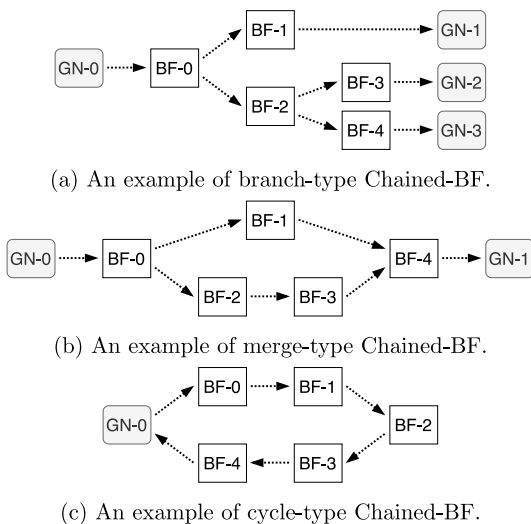 BF-1 GN-1
GN-0 BF-0
BF-3 GN-2
BF-2
BF-4 GN-3
(a) An example of branch-type Chained-BF.
BF-1
GN-0 BF-0 BF-4 GN-1
BF-2 BF-3
(b) An example of merge-type Chained-BF.
BF-0 BF-1
GN-0 BF-2
BF-4 BF-3
(c) An example of cycle-type Chained-BF.